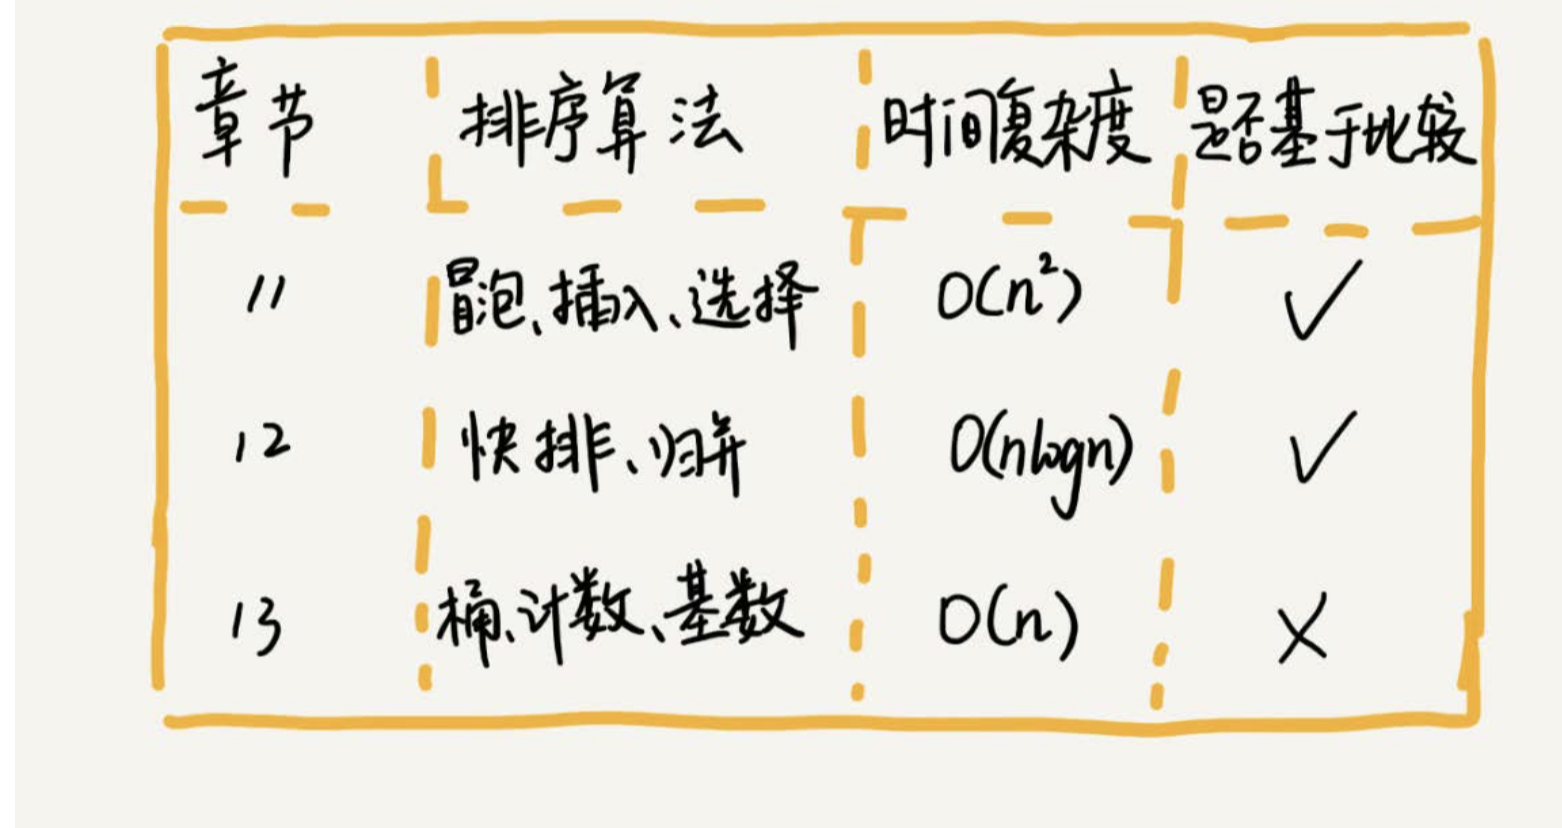 章节 排序算法 时间复杂度 是否基于比较
11 冒泡、插入、选择 O(n²) ✓
12 快排、归并 O(nlogn) ✓
13 桶、计数、基数 O(n) ×